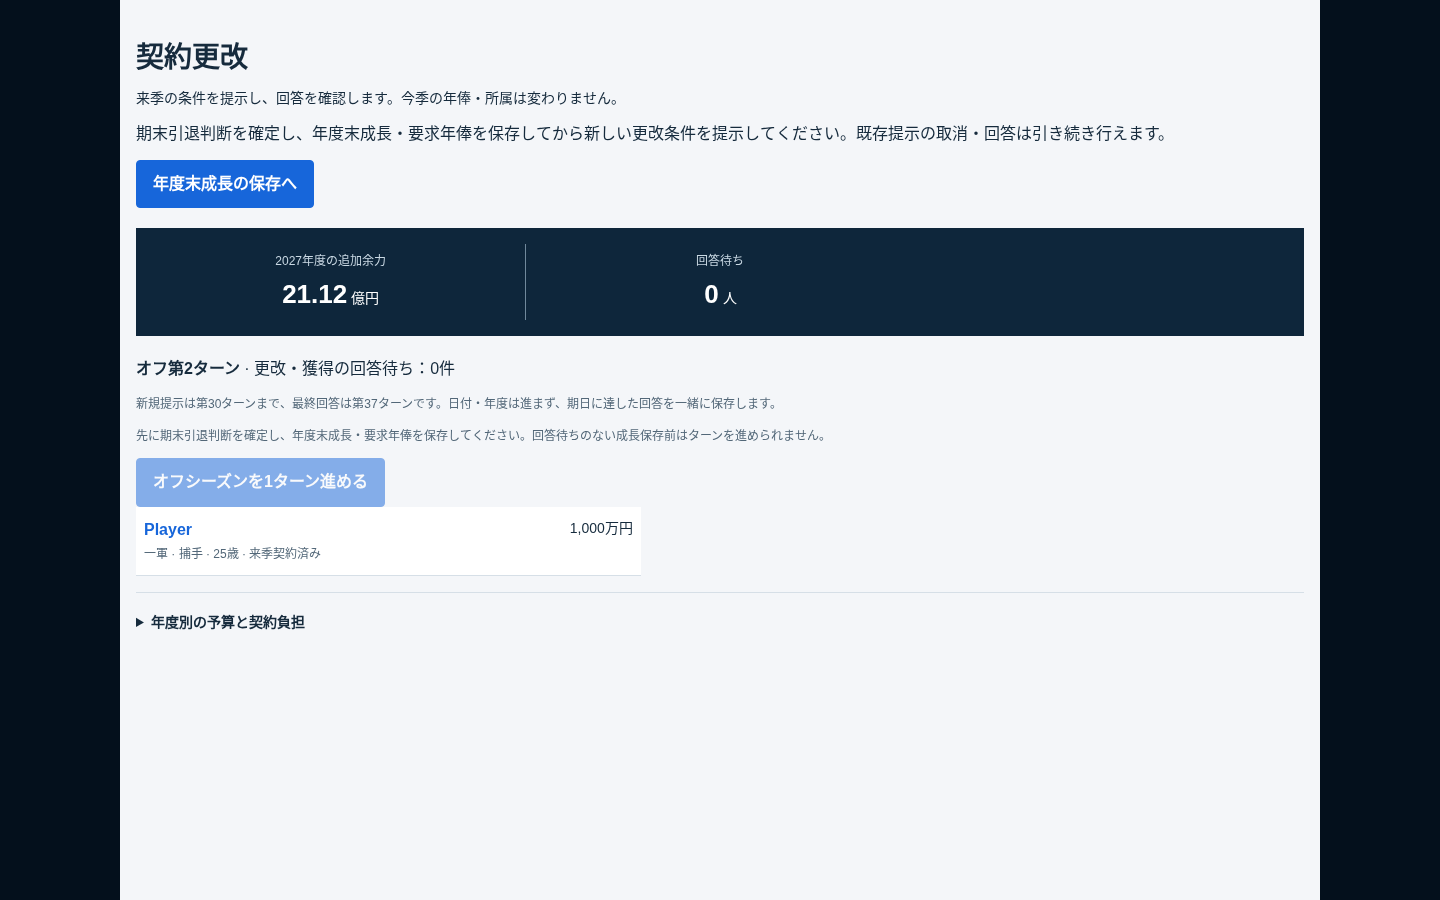 契約更改
来季の条件を提示し、回答を確認します。今季の年俸・所属は変わりません。
期末引退判断を確定し、年度末成長・要求年俸を保存してから新しい更改条件を提示してください。既存提示の取消・回答は引き続き行えます。
年度末成長の保存へ
2027年度の追加余力
21.12 億円
回答待ち
0 人
オフ第2ターン · 更改・獲得の回答待ち：0件
新規提示は第30ターンまで、最終回答は第37ターンです。日付・年度は進まず、期日に達した回答を一緒に保存します。
先に期末引退判断を確定し、年度末成長・要求年俸を保存してください。回答待ちのない成長保存前はターンを進められません。
オフシーズンを1ターン進める
Player
1,000万円
一軍 · 捕手 · 25歳 · 来季契約済み
▶ 年度別の予算と契約負担